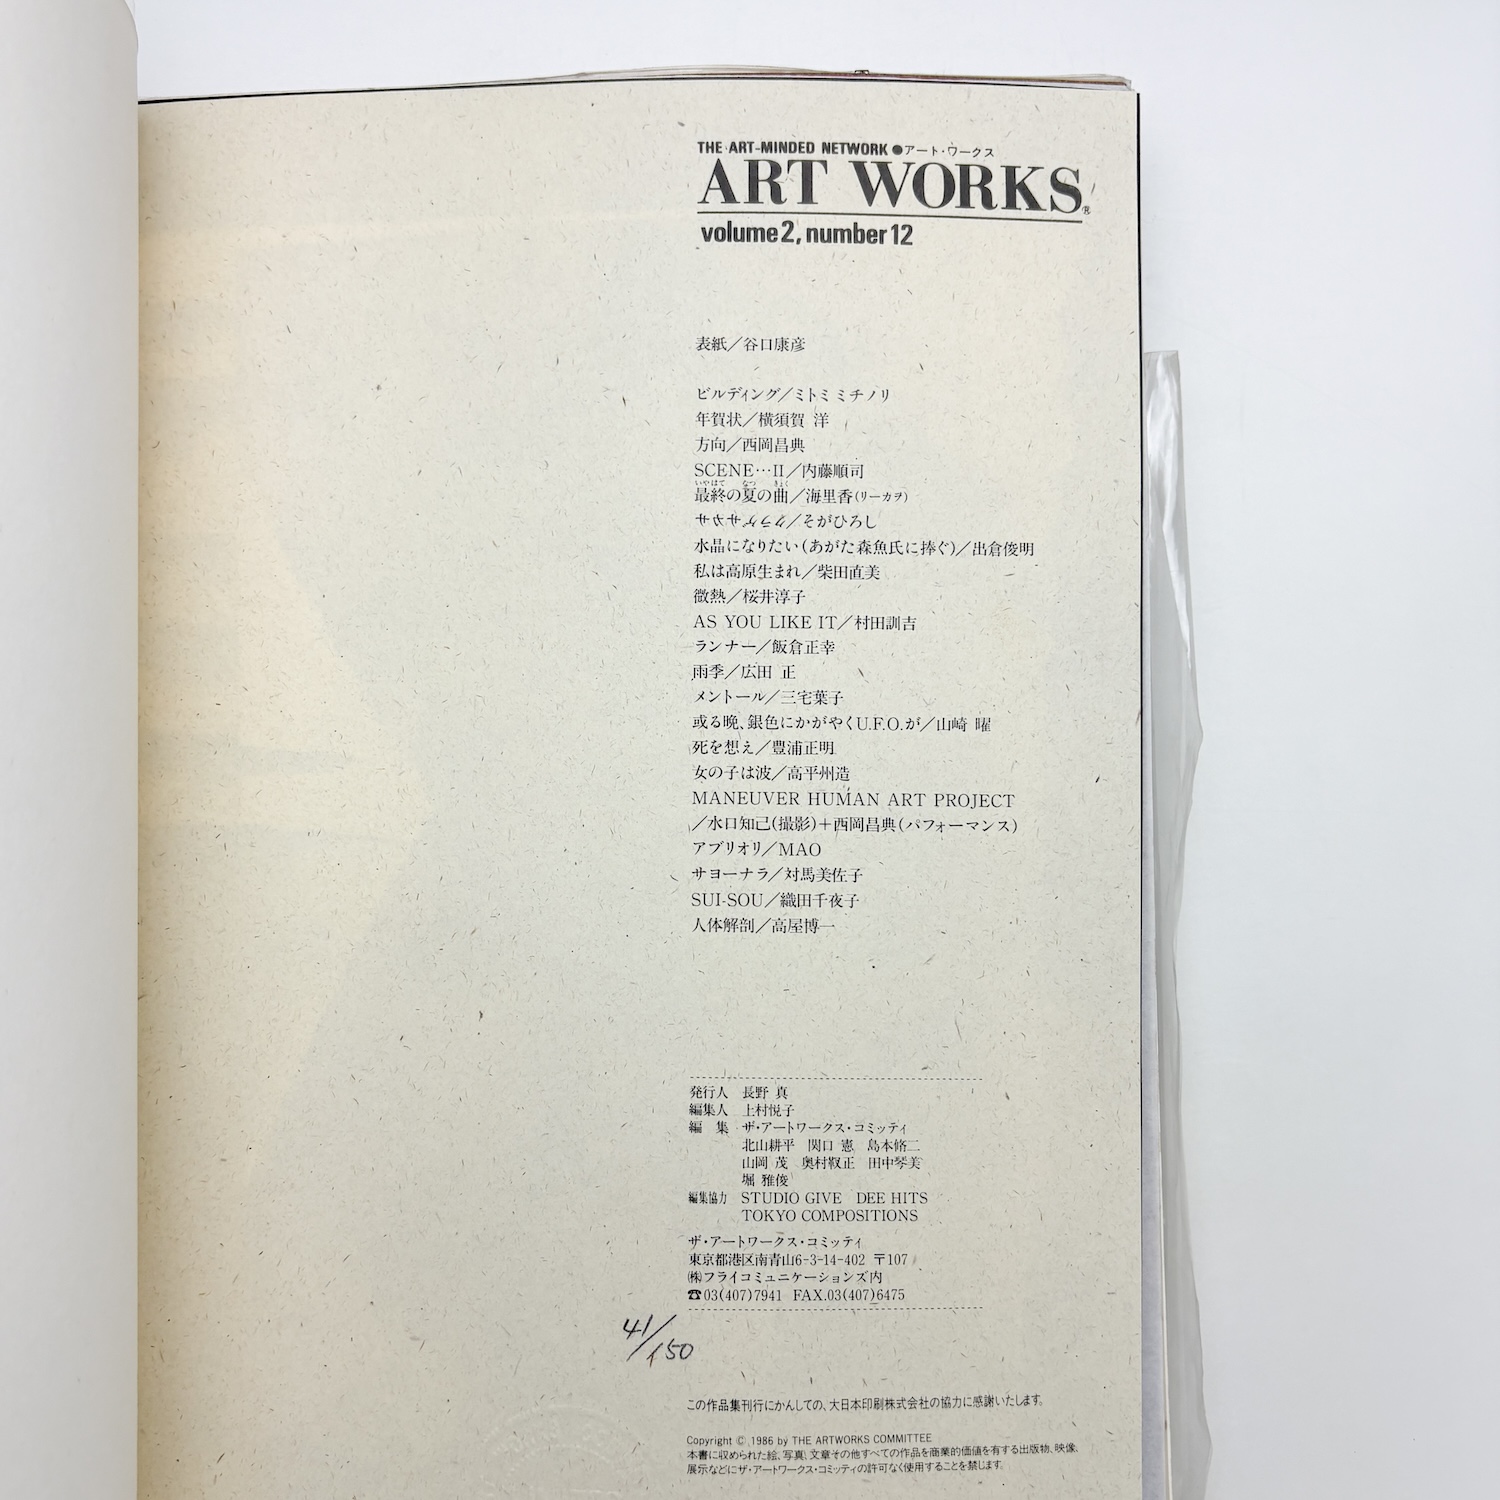 THE ART-MINDED NETWORK ●アート・ワークス
ART WORKS®
volume2, number12
表紙／谷口康彦
ビルディング／ミトミミチノリ
年賀状／横須賀 洋
方向／西岡昌典
SCENE…II／内藤順司
いやはて なつ きょく
最終の夏の曲／海里香(リーカヲ)
／そがひろし
水晶になりたい(あがた森魚氏に捧ぐ)／出倉俊明
私は高原生まれ／柴田直美
微熱／桜井淳子
AS YOU LIKE IT／村田訓吉
ランナー／飯倉正幸
雨季／広田 正
メントール／三宅葉子
或る晩、銀色にかがやくU.F.O.が／山崎 曜
死を想え／豊浦正明
女の子は波／高平州造
MANEUVER HUMAN ART PROJECT
／水口知己(撮影)＋西岡昌典(パフォーマンス)
アプリオリ／MAO
サヨーナラ／対馬美佐子
SUI-SOU／織田千夜子
人体解剖／高屋博一
発行人 長野 真
編集人 上村悦子
編 集 ザ・アートワークス・コミッティ
北山耕平 関口 憲 島本脩二
山岡 茂 奥村靫正 田中琴美
堀 雅俊
編集協力 STUDIO GIVE DEE HITS
TOKYO COMPOSITIONS
ザ・アートワークス・コミッティ
東京都港区南青山6-3-14-402 〒107
㈱フライコミュニケーションズ内
☎03(407)7941 FAX.03(407)6475
41/150
この作品集刊行にかんしての、大日本印刷株式会社の協力に感謝いたします。
Copyright © 1986 by THE ARTWORKS COMMITTEE
本書に収められた絵、写真、文章その他すべての作品を商業的価値を有する出版物、映像、
展示などにザ・アートワークス・コミッティの許可なく使用することを禁じます。